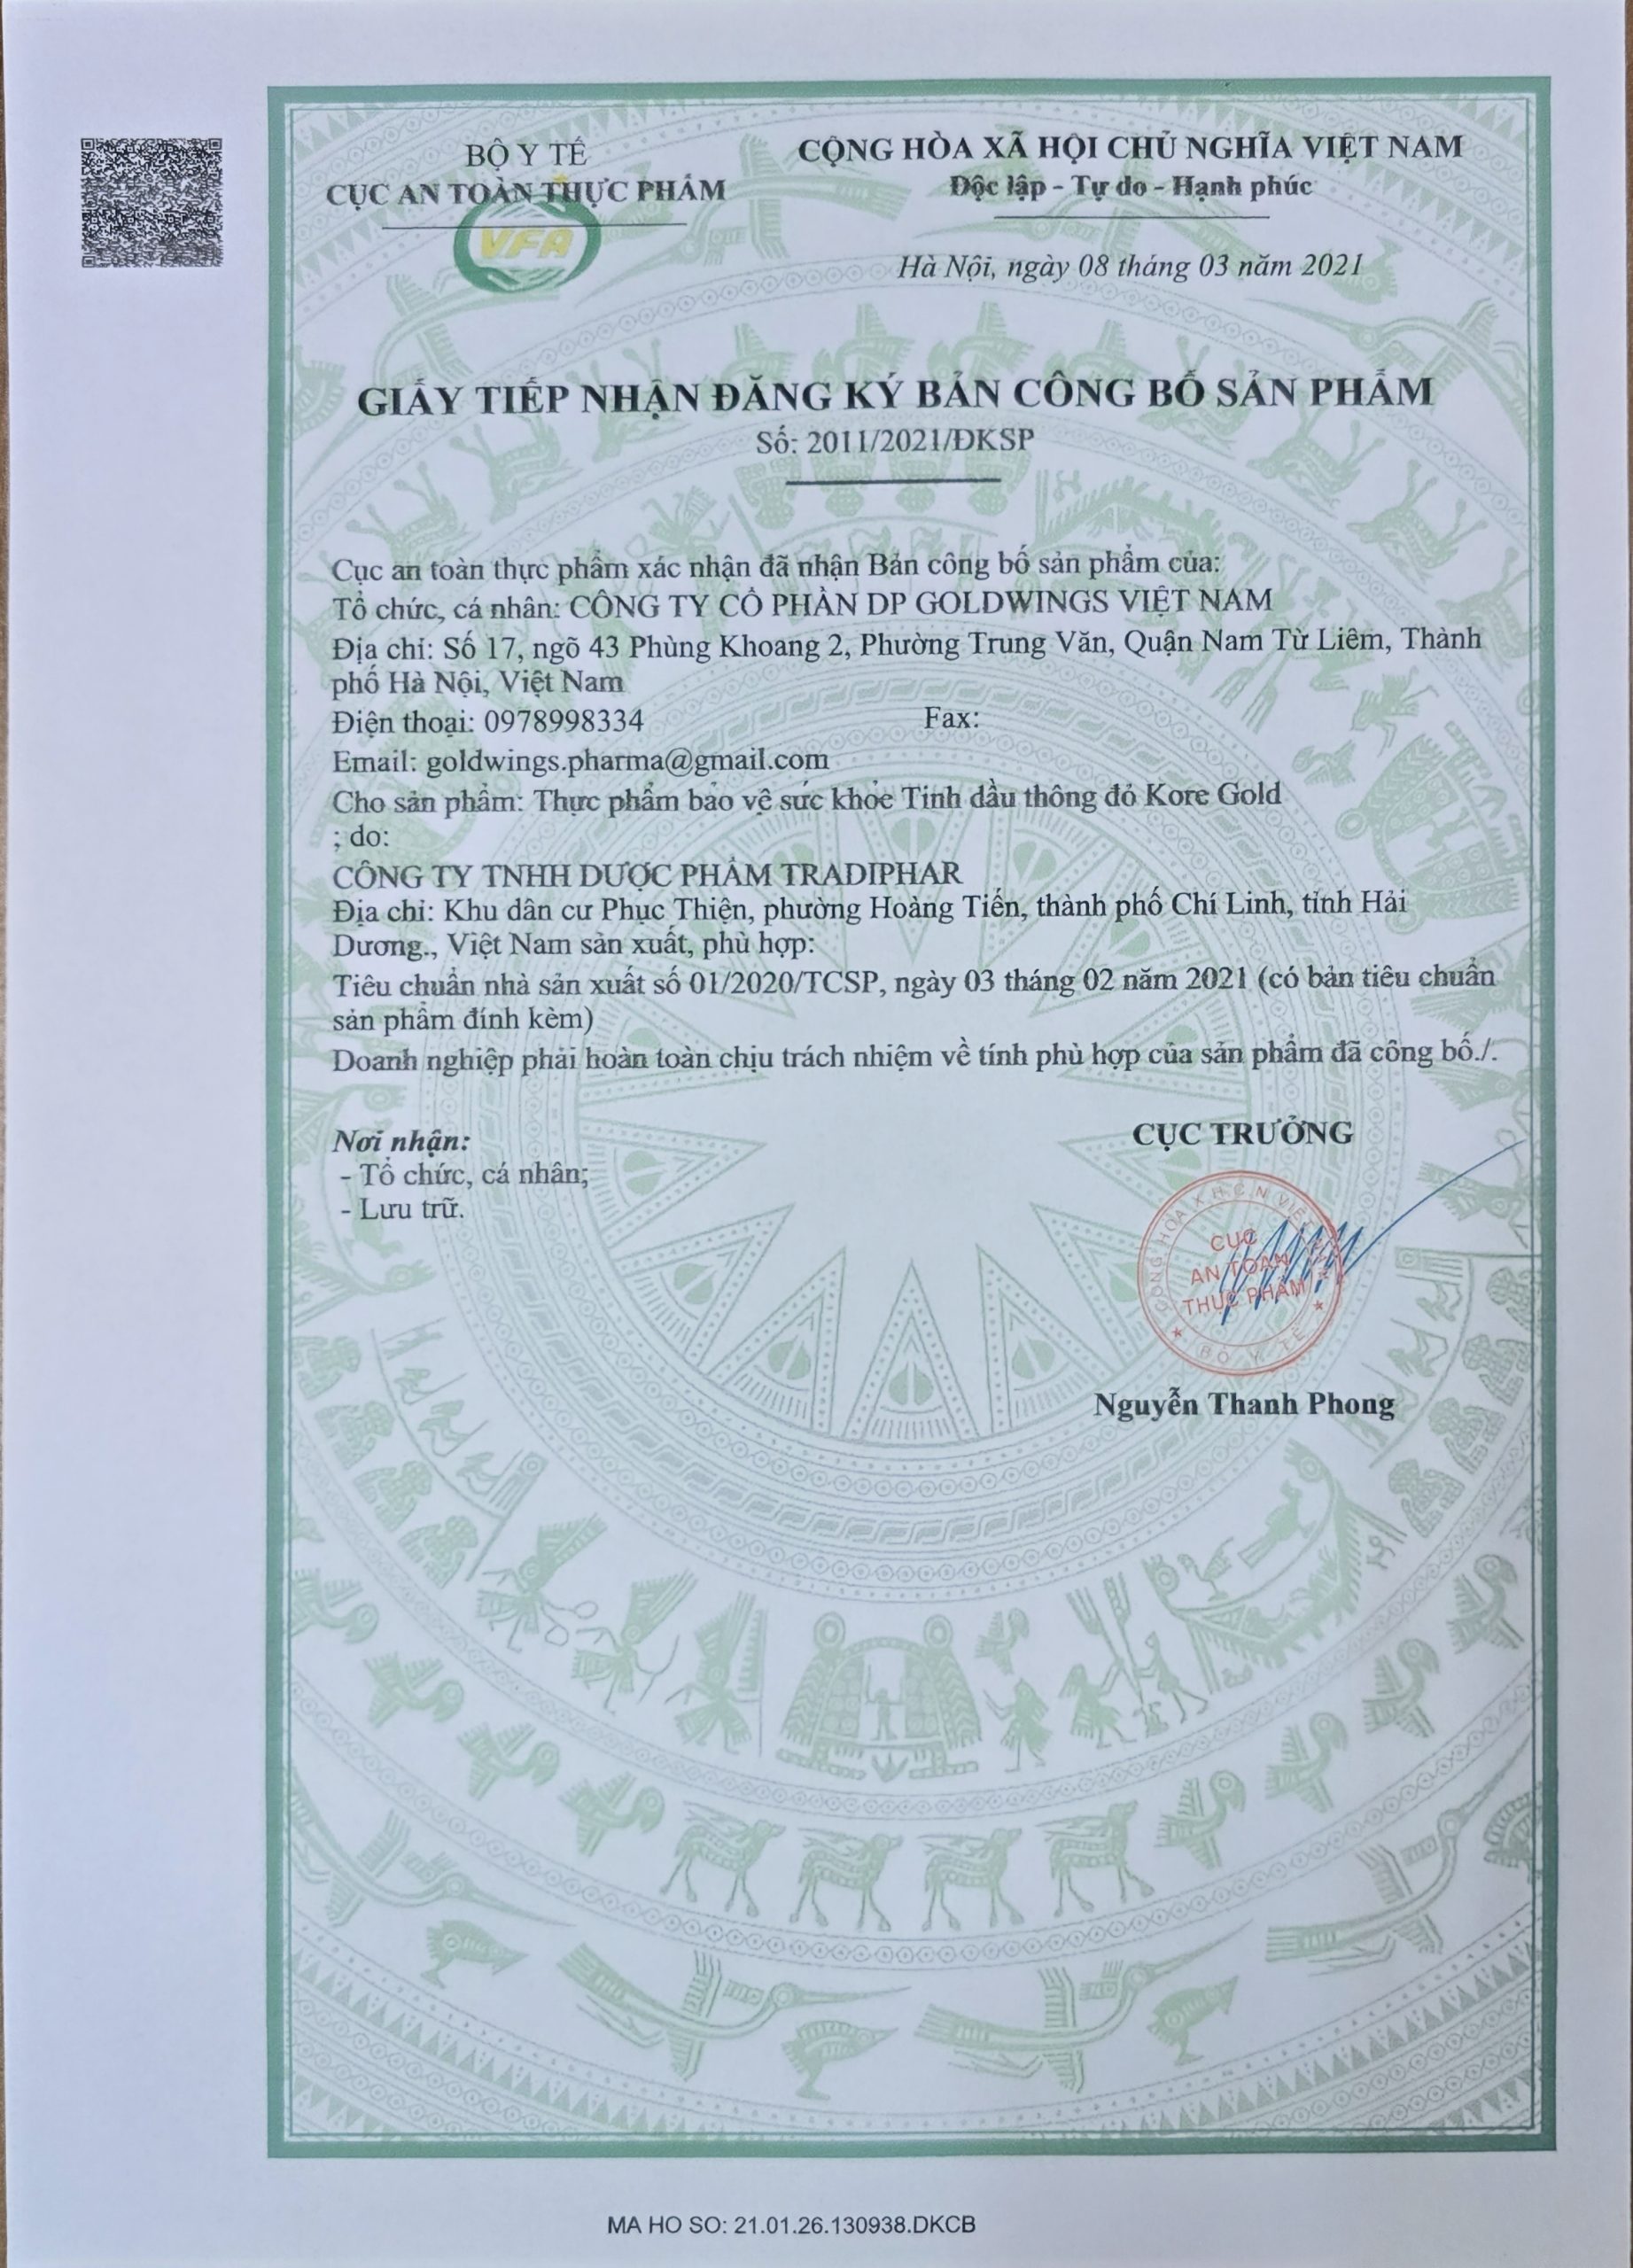 BỘ Y TẾ
CỤC AN TOÀN THỰC PHẨM
VFA
CỘNG HÒA XÃ HỘI CHỦ NGHĨA VIỆT NAM
Độc lập - Tự do - Hạnh phúc
Hà Nội, ngày 08 tháng 03 năm 2021
GIẤY TIẾP NHẬN ĐĂNG KÝ BẢN CÔNG BỐ SẢN PHẨM
Số: 2011/2021/ĐKSP
Cục an toàn thực phẩm xác nhận đã nhận Bản công bố sản phẩm của:
Tổ chức, cá nhân: CÔNG TY CỔ PHẦN DP GOLDWINGS VIỆT NAM
Địa chỉ: Số 17, ngõ 43 Phùng Khoang 2, Phường Trung Văn, Quận Nam Từ Liêm, Thành
phố Hà Nội, Việt Nam
Điện thoại: 0978998334 Fax:
Email: goldwings.pharma@gmail.com
Cho sản phẩm: Thực phẩm bảo vệ sức khỏe Tinh dầu thông đỏ Kore Gold
; do:
CÔNG TY TNHH DƯỢC PHẨM TRADIPHAR
Địa chỉ: Khu dân cư Phục Thiện, phường Hoàng Tiến, thành phố Chí Linh, tỉnh Hải
Dương., Việt Nam sản xuất, phù hợp:
Tiêu chuẩn nhà sản xuất số 01/2020/TCSP, ngày 03 tháng 02 năm 2021 (có bản tiêu chuẩn
sản phẩm đính kèm)
Doanh nghiệp phải hoàn toàn chịu trách nhiệm về tính phù hợp của sản phẩm đã công bố./.
Nơi nhận:
- Tổ chức, cá nhân;
- Lưu trữ.
CỤC TRƯỞNG
CỘNG HÒA X.H.C.N VIỆT NAM
CỤC
AN TOÀN
THỰC PHẨM
BỘ Y TẾ
Nguyễn Thanh Phong
MA HO SO: 21.01.26.130938.DKCB